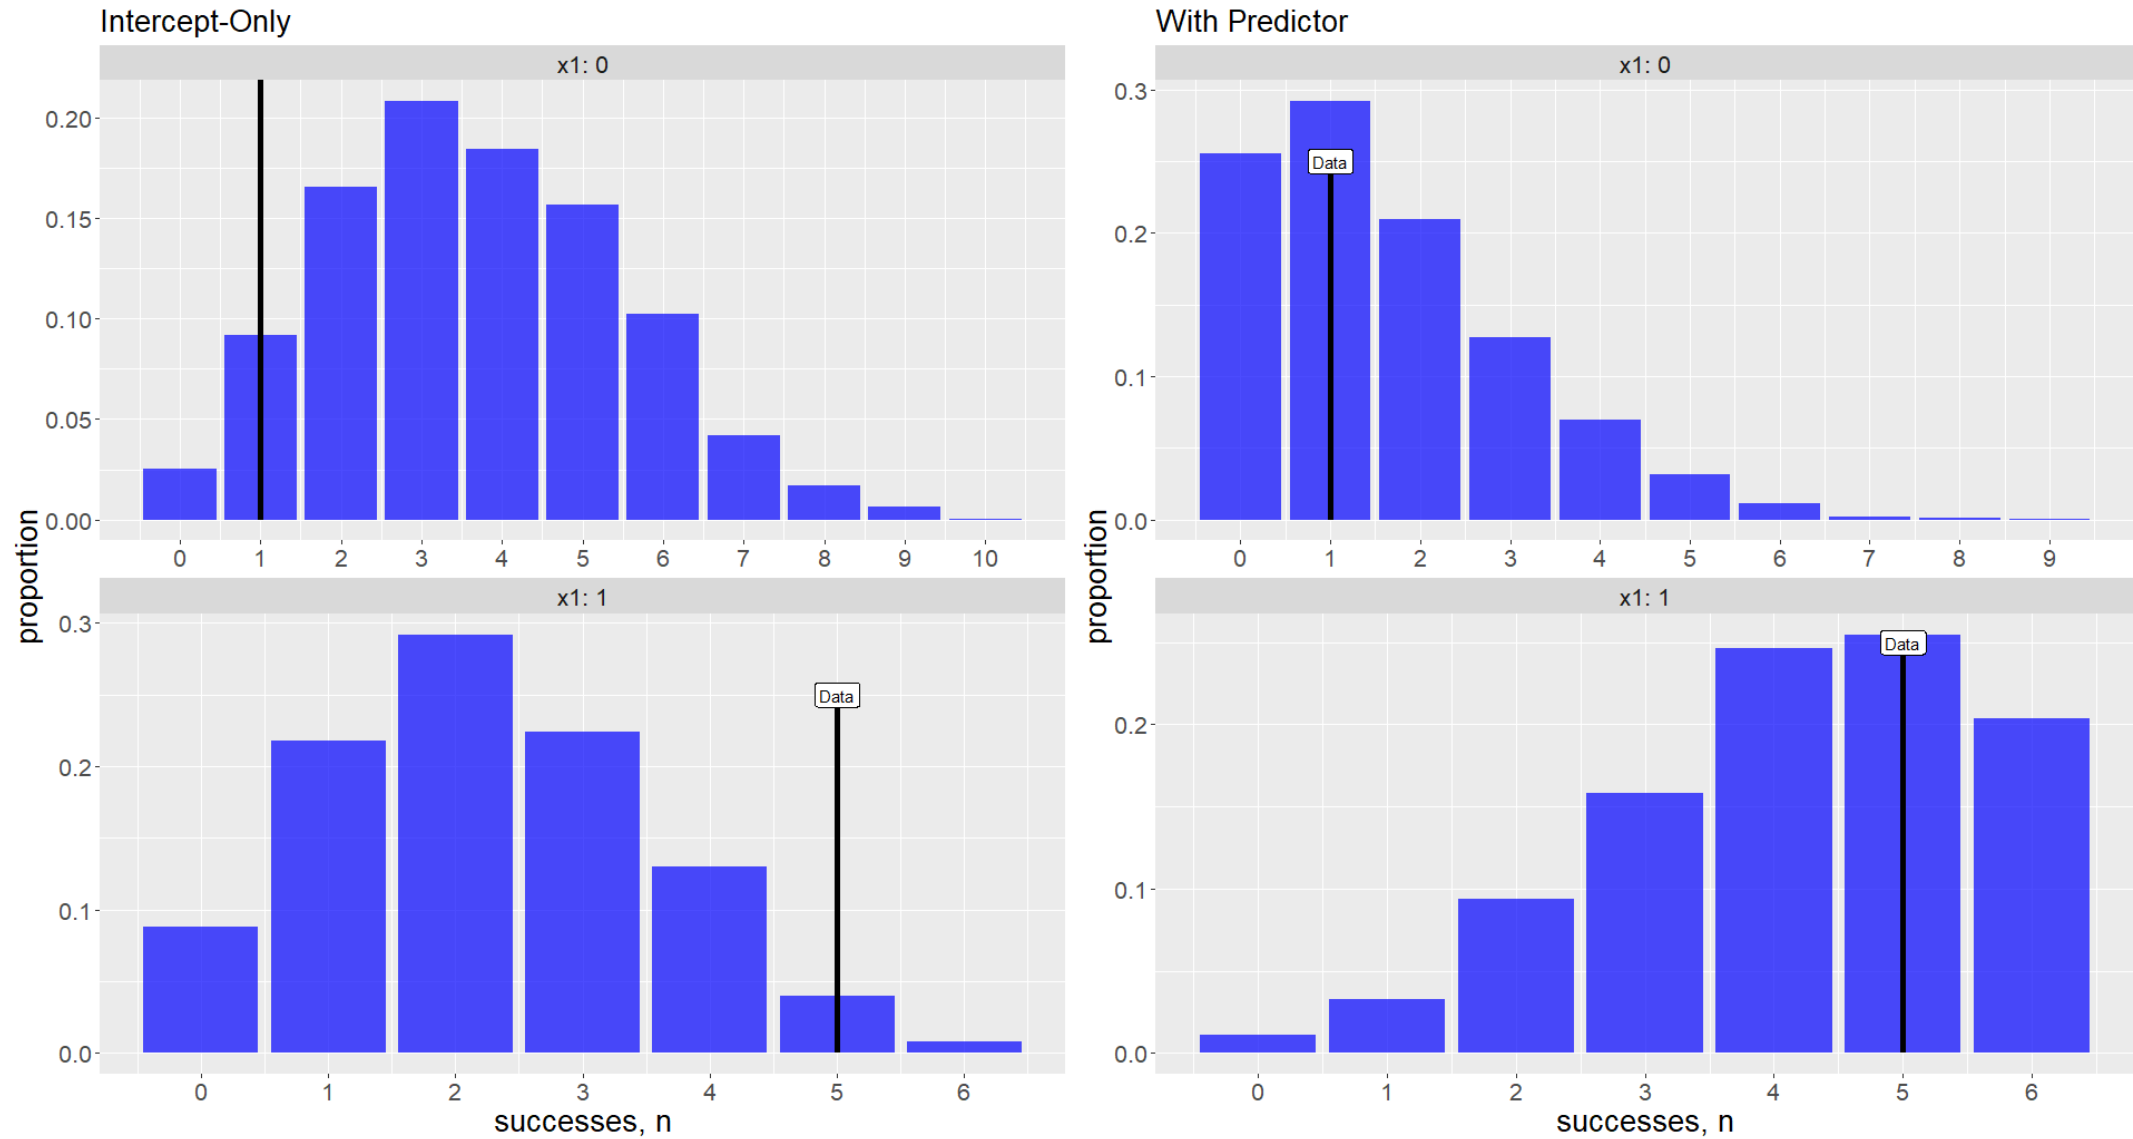 Intercept-Only
x1: 0
0.20
0.15
0.10
0.05
0.00
0 1 2 3 4 5 6 7 8 9 10
x1: 1
0.3
0.2
0.1
0.0
Data
0 1 2 3 4 5 6
successes, n
proportion
With Predictor
x1: 0
0.3
0.2
0.1
0.0
Data
0 1 2 3 4 5 6 7 8 9
x1: 1
0.2
0.1
0.0
Data
0 1 2 3 4 5 6
successes, n
proportion